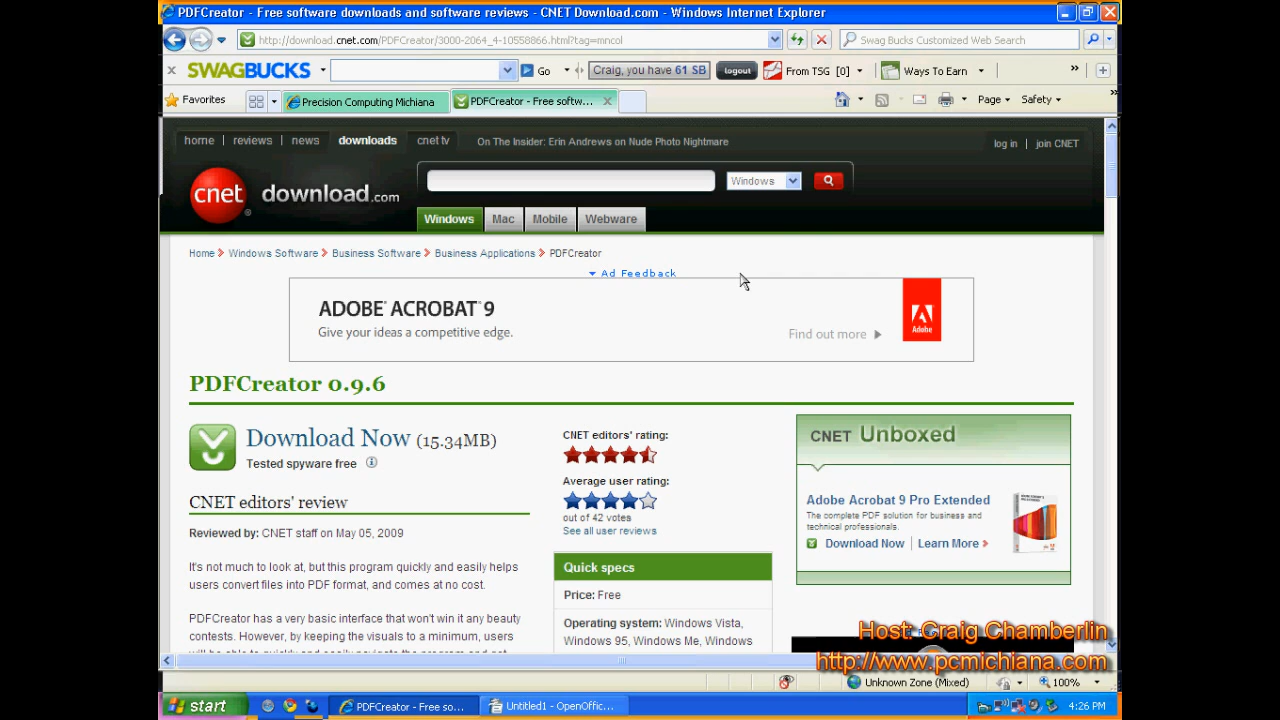 PDFCreator - Free software downloads and software reviews - CNET Download.com - Windows Internet Explorer
http://download.cnet.com/PDFCreator/3000-2064_4-10558866.html?tag=mncol
Swag Bucks Customized Web Search
SWAGBUCKS Go Craig, you have 61 SB logout From TSG [0] Ways To Earn »
Favorites Precision Computing Michiana PDFCreator - Free softw... Page Safety »
home | reviews | news downloads cnet tv On The Insider: Erin Andrews on Nude Photo Nightmare log in | join CNET
cnet download.com
Windows
Windows Mac Mobile Webware
Home > Windows Software > Business Software > Business Applications > PDFCreator
Ad Feedback
ADOBE® ACROBAT® 9
Give your ideas a competitive edge.
Find out more
Adobe
PDFCreator 0.9.6
Download Now (15.34MB)
Tested spyware free
CNET editors' review
Reviewed by: CNET staff on May 05, 2009
It's not much to look at, but this program quickly and easily helps
users convert files into PDF format, and comes at no cost.
PDFCreator has a very basic interface that won't win it any beauty
contests. However, by keeping the visuals to a minimum, users
CNET editors' rating:
Average user rating:
out of 42 votes
See all user reviews
Quick specs
Price: Free
Operating system: Windows Vista,
Windows 95, Windows Me, Windows
CNET Unboxed
Adobe Acrobat 9 Pro Extended
The complete PDF solution for business and
technical professionals.
Download Now | Learn More >
Host: Craig Chamberlin
http://www.pcmichiana.com
Unknown Zone (Mixed) 100%
start PDFCreator - Free so... Untitled1 - OpenOffic... 4:26 PM